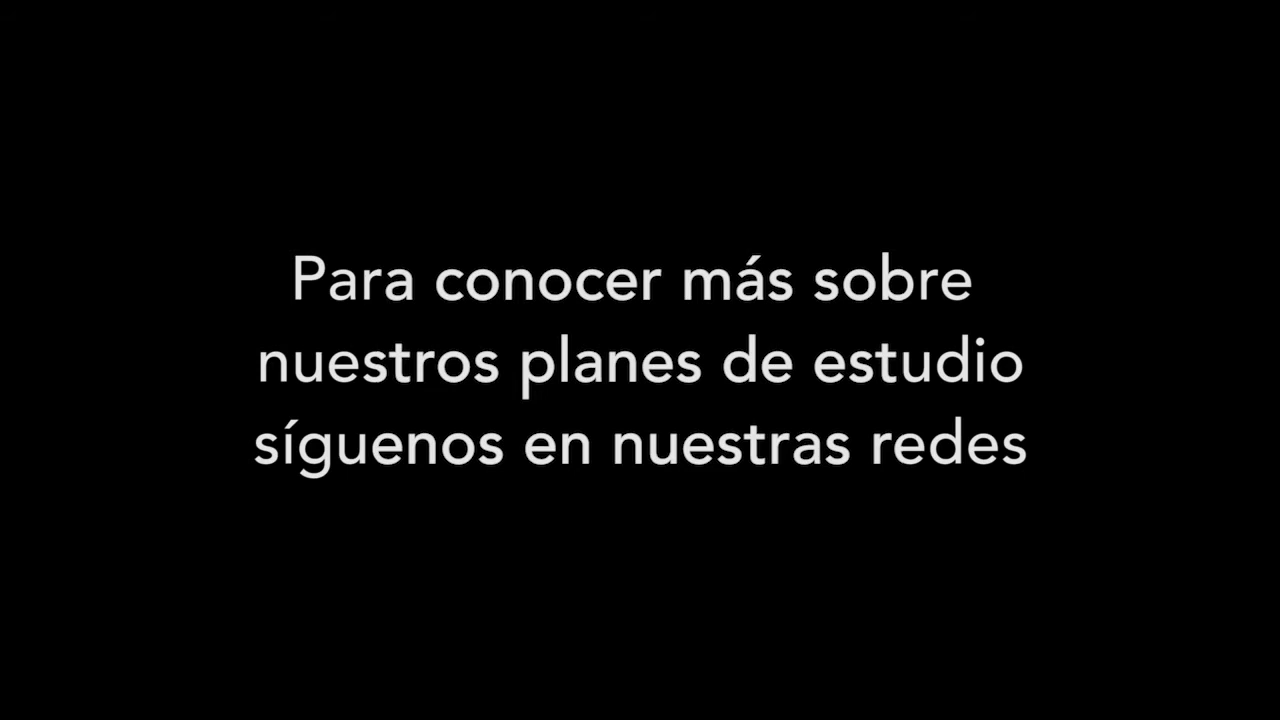 Para conocer más sobre
nuestros planes de estudio
síguenos en nuestras redes